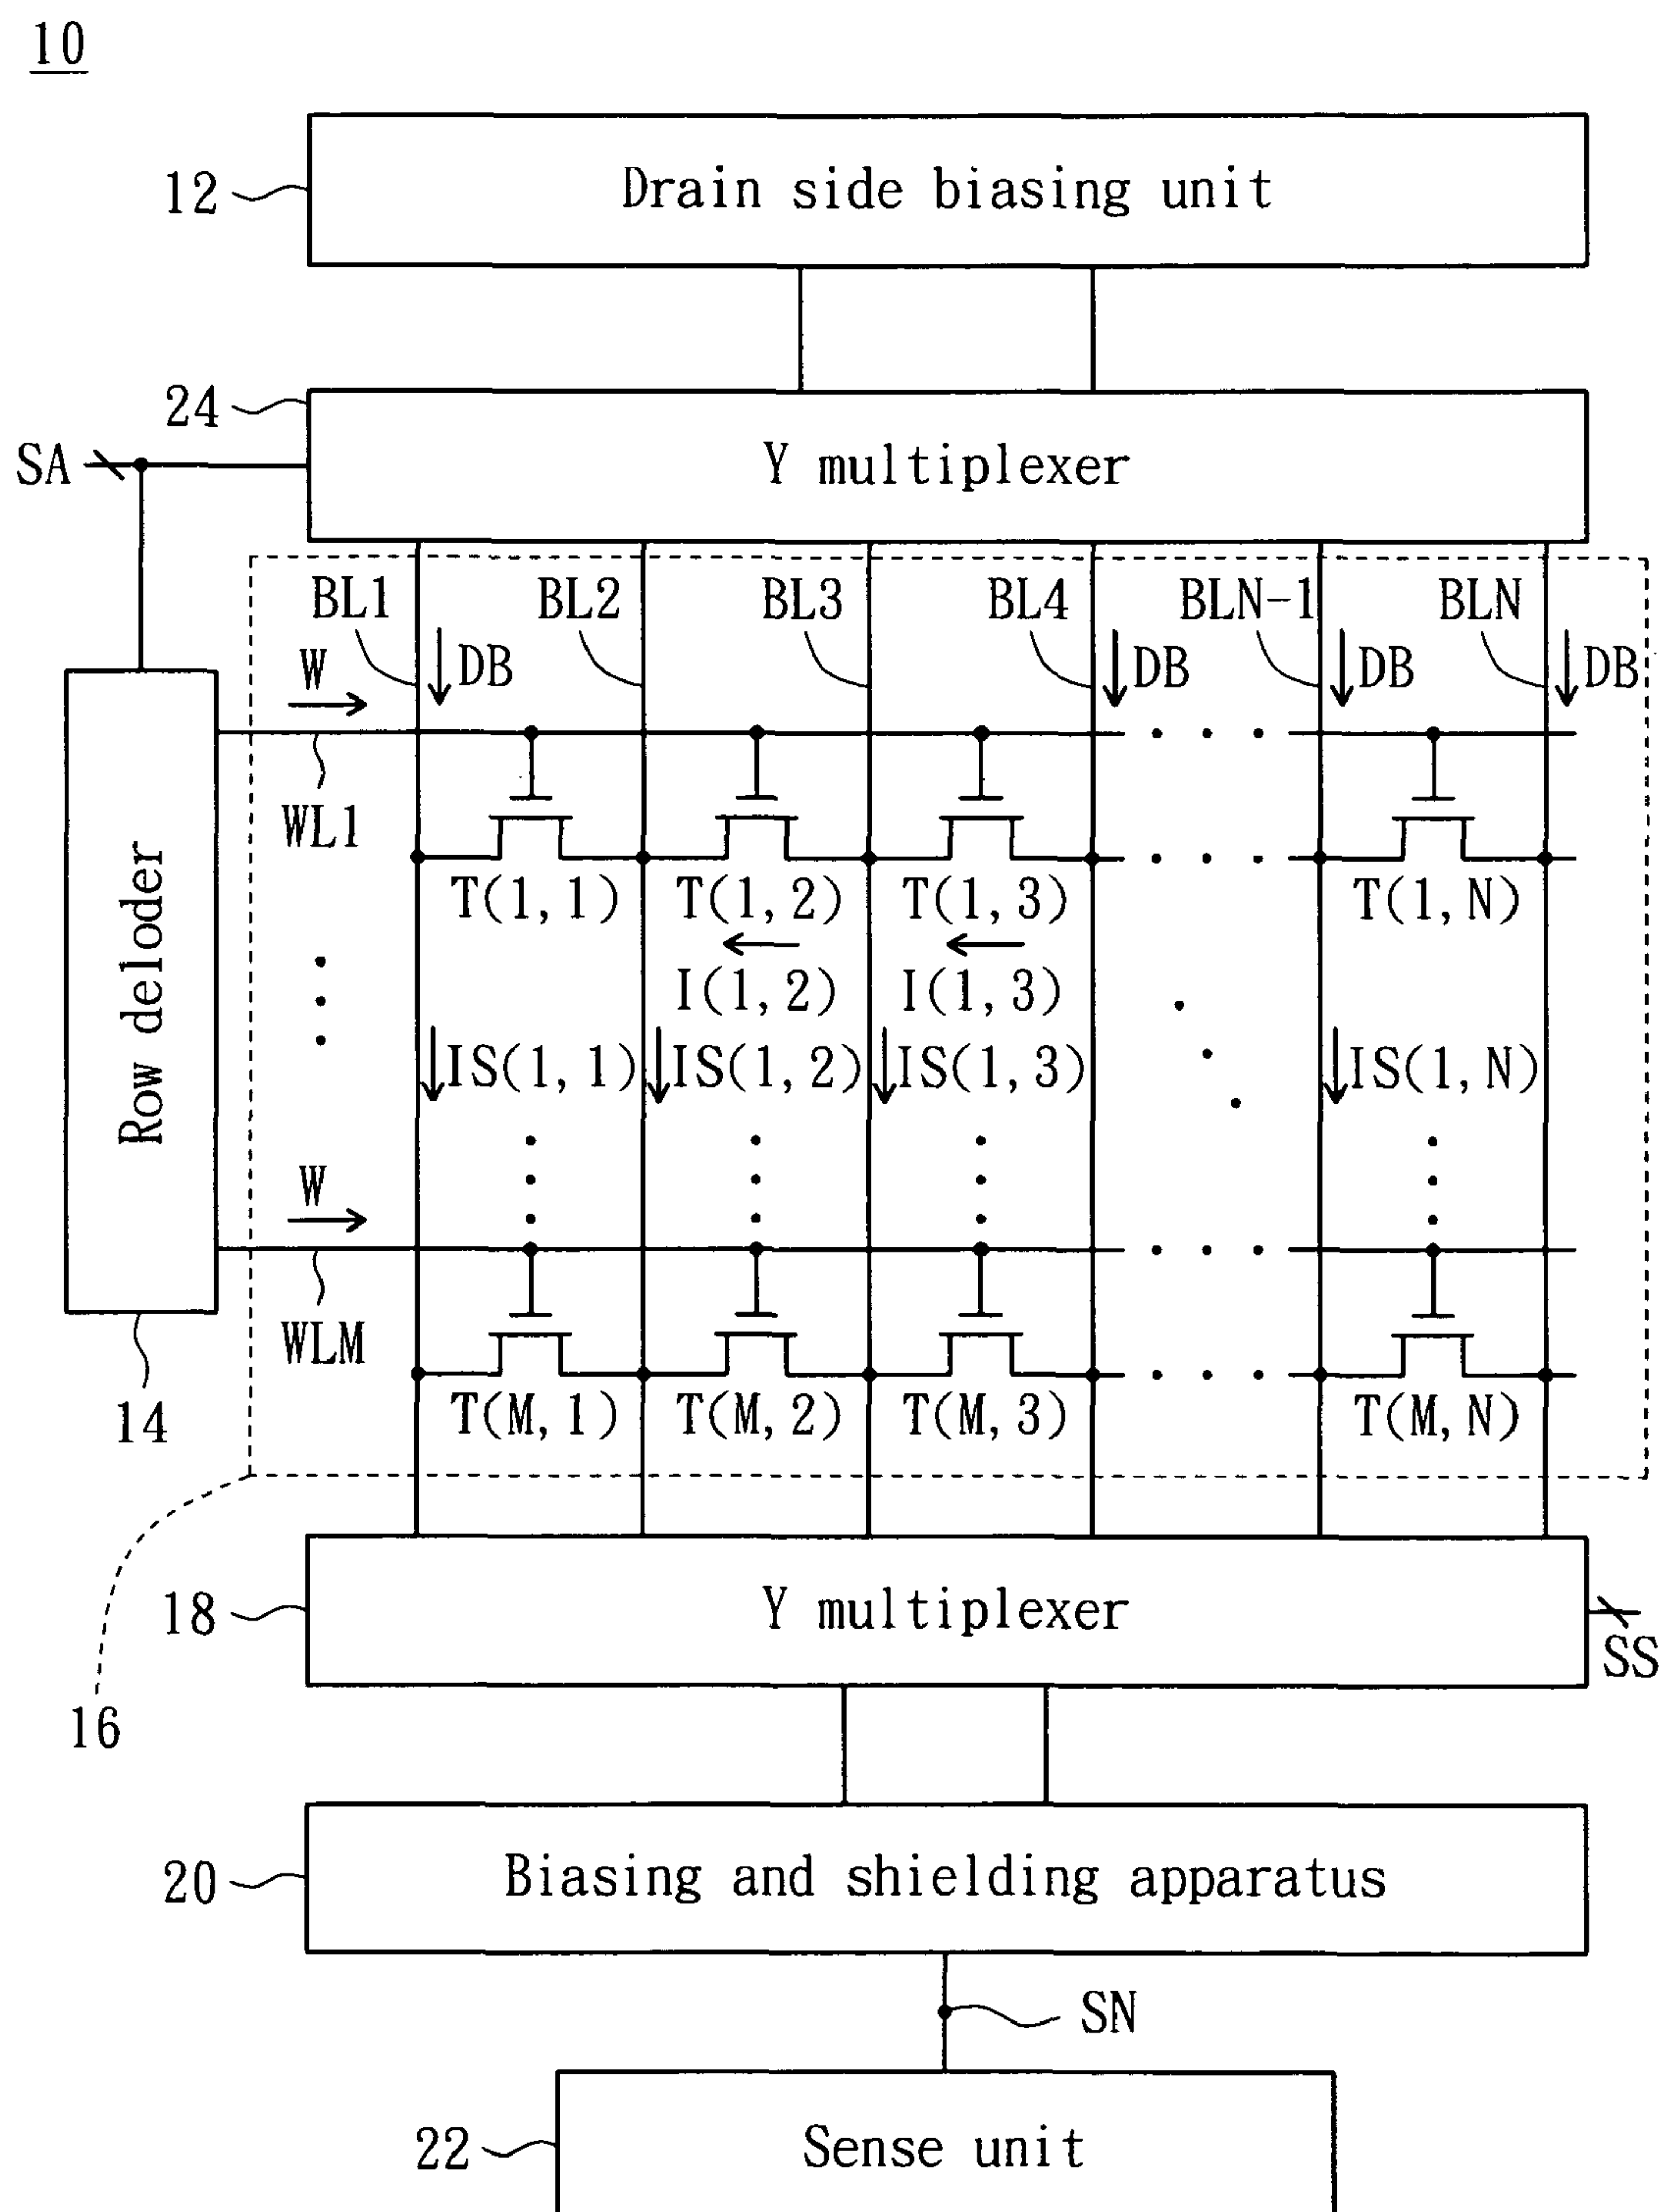 10
Drain side biasing unit
12
24
Y multiplexer
SA
BL1
BL2
BL3
BL4
BLN-1
BLN
W
DB
DB
DB
DB
WL1
T(1, 1)
T(1, 2)
T(1, 3)
T(1, N)
I(1, 2)
I(1, 3)
Row deloder
IS(1, 1)
IS(1, 2)
IS(1, 3)
IS(1, N)
W
WLM
14
T(M, 1)
T(M, 2)
T(M, 3)
T(M, N)
18
Y multiplexer
SS
16
20
Biasing and shielding apparatus
SN
22
Sense unit